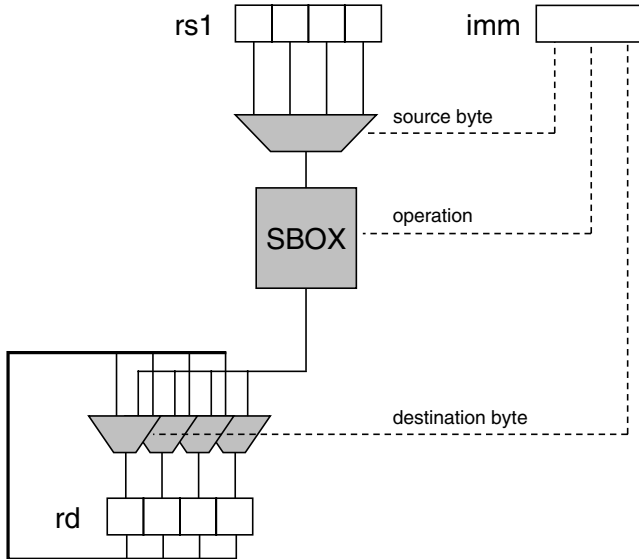 rs1
imm
source byte
operation
SBOX
destination byte
rd